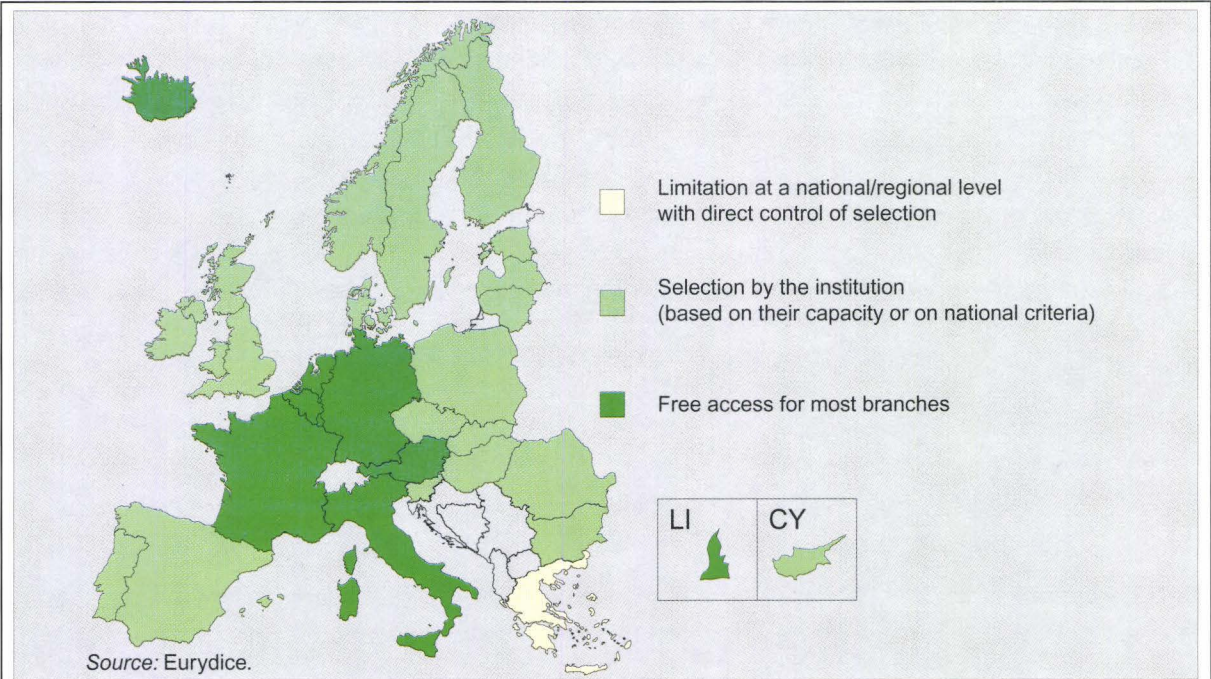 Limitation at a national/regional level
with direct control of selection
Selection by the institution
(based on their capacity or on national criteria)
Free access for most branches
LI
CY
Source: Eurydice.